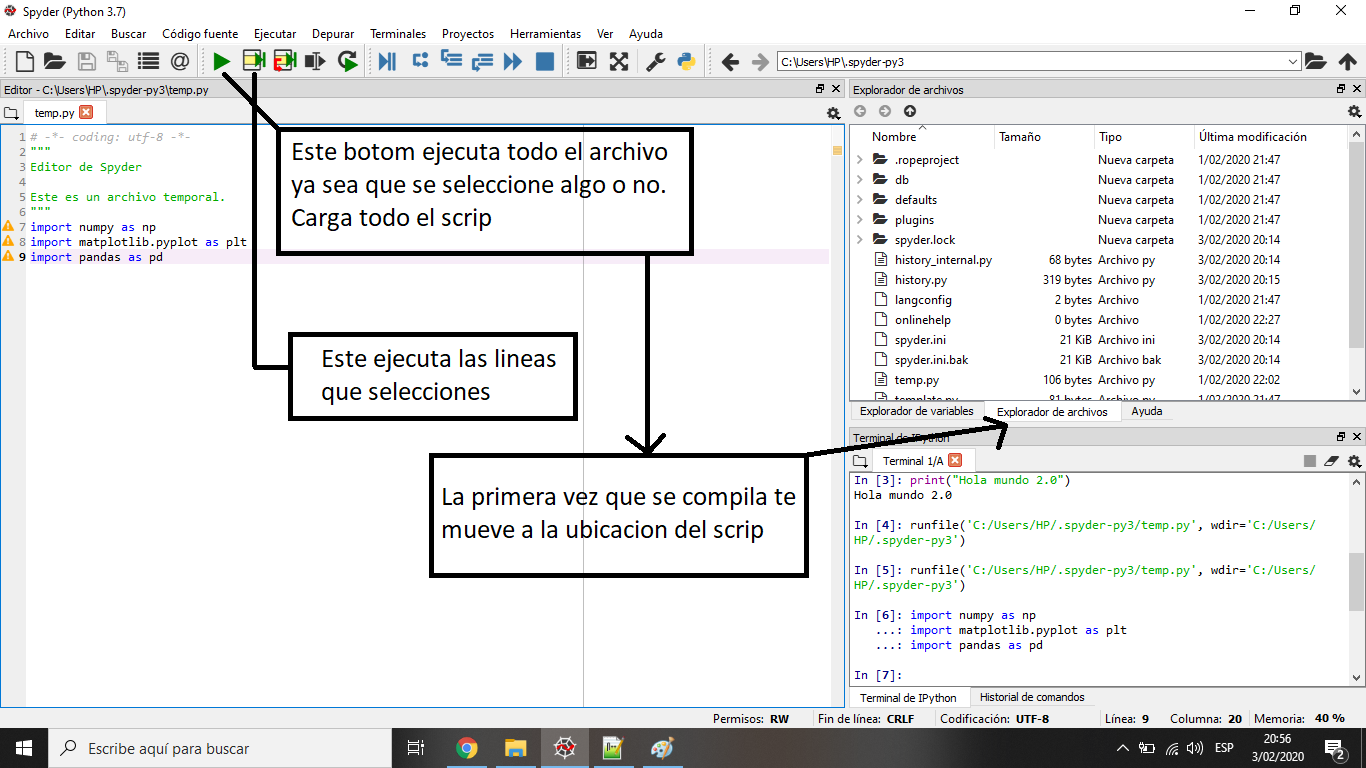 Spyder (Python 3.7)
Archivo Editar Buscar Código fuente Ejecutar Depurar Terminales Proyectos Herramientas Ver Ayuda
C:\Users\HP\.spyder-py3
Editor - C:\Users\HP\.spyder-py3\temp.py
temp.py
1 # -*- coding: utf-8 -*-
2 """
3 Editor de Spyder
4
5 Este es un archivo temporal.
6 """
7 import numpy as np
8 import matplotlib.pyplot as plt
9 import pandas as pd
Este botom ejecuta todo el archivo
ya sea que se seleccione algo o no.
Carga todo el scrip
Este ejecuta las lineas
que selecciones
La primera vez que se compila te
mueve a la ubicacion del scrip
Explorador de archivos
Nombre Tamaño Tipo Última modificación
.ropeproject Nueva carpeta 1/02/2020 21:47
db Nueva carpeta 1/02/2020 21:47
defaults Nueva carpeta 1/02/2020 21:47
plugins Nueva carpeta 1/02/2020 21:47
spyder.lock Nueva carpeta 3/02/2020 20:14
history_internal.py 68 bytes Archivo py 3/02/2020 20:14
history.py 319 bytes Archivo py 3/02/2020 20:15
langconfig 2 bytes Archivo 1/02/2020 21:47
onlinehelp 0 bytes Archivo 1/02/2020 22:27
spyder.ini 21 KiB Archivo ini 3/02/2020 20:14
spyder.ini.bak 21 KiB Archivo bak 3/02/2020 20:14
temp.py 106 bytes Archivo py 1/02/2020 22:02
template.py 81 bytes Archivo py 1/02/2020 21:47
Explorador de variables Explorador de archivos Ayuda
Terminal de IPython
Terminal 1/A
In [3]: print("Hola mundo 2.0")
Hola mundo 2.0
In [4]: runfile('C:/Users/HP/.spyder-py3/temp.py', wdir='C:/Users/
HP/.spyder-py3')
In [5]: runfile('C:/Users/HP/.spyder-py3/temp.py', wdir='C:/Users/
HP/.spyder-py3')
In [6]: import numpy as np
...: import matplotlib.pyplot as plt
...: import pandas as pd
In [7]:
Terminal de IPython Historial de comandos
Permisos: RW Fin de línea: CRLF Codificación: UTF-8 Línea: 9 Columna: 20 Memoria: 40 %
Escribe aquí para buscar
ESP
20:56
3/02/2020
2